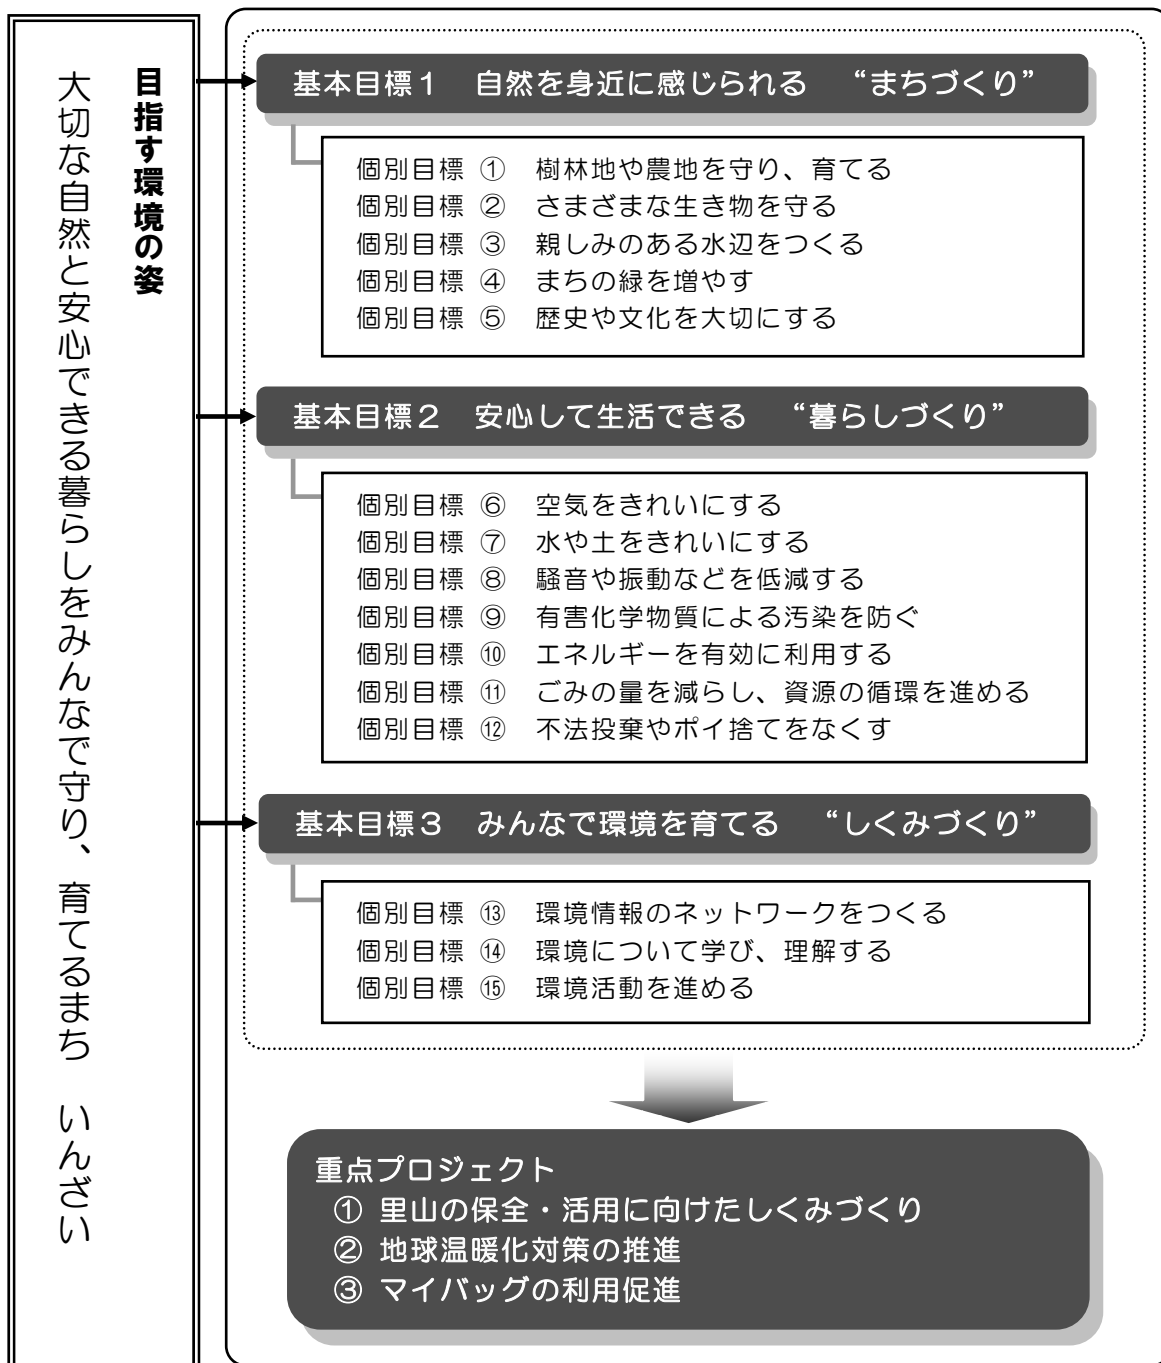 目指す環境の姿
大切な自然と安心できる暮らしをみんなで守り、育てるまち　いんざい
基本目標１　自然を身近に感じられる　“まちづくり”
個別目標 ①　樹林地や農地を守り、育てる
個別目標 ②　さまざまな生き物を守る
個別目標 ③　親しみのある水辺をつくる
個別目標 ④　まちの緑を増やす
個別目標 ⑤　歴史や文化を大切にする
基本目標２　安心して生活できる　“暮らしづくり”
個別目標 ⑥　空気をきれいにする
個別目標 ⑦　水や土をきれいにする
個別目標 ⑧　騒音や振動などを低減する
個別目標 ⑨　有害化学物質による汚染を防ぐ
個別目標 ⑩　エネルギーを有効に利用する
個別目標 ⑪　ごみの量を減らし、資源の循環を進める
個別目標 ⑫　不法投棄やポイ捨てをなくす
基本目標３　みんなで環境を育てる　“しくみづくり”
個別目標 ⑬　環境情報のネットワークをつくる
個別目標 ⑭　環境について学び、理解する
個別目標 ⑮　環境活動を進める
重点プロジェクト
① 里山の保全・活用に向けたしくみづくり
② 地球温暖化対策の推進
③ マイバッグの利用促進